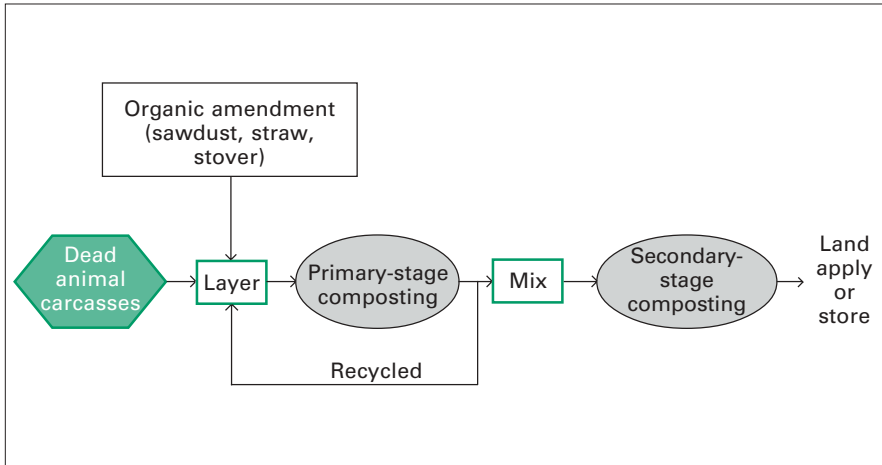 Organic amendment
(sawdust, straw,
stover)
Dead
animal
carcasses
Layer
Primary-stage
composting
Mix
Secondary-
stage
composting
Land
apply
or
store
Recycled